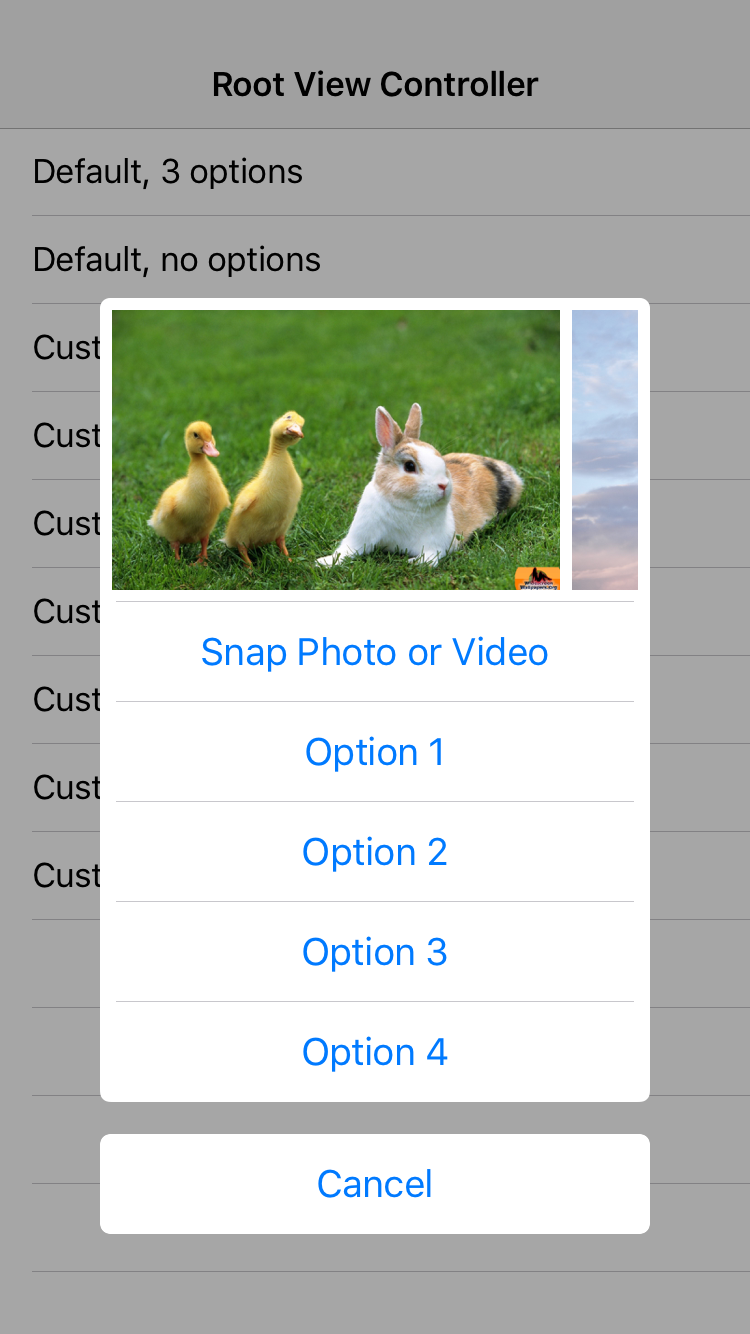 Root View Controller
Default, 3 options
Default, no options
Cust
Cust
Cust
Cust
Cust
Cust
Cust
Snap Photo or Video
Option 1
Option 2
Option 3
Option 4
Cancel